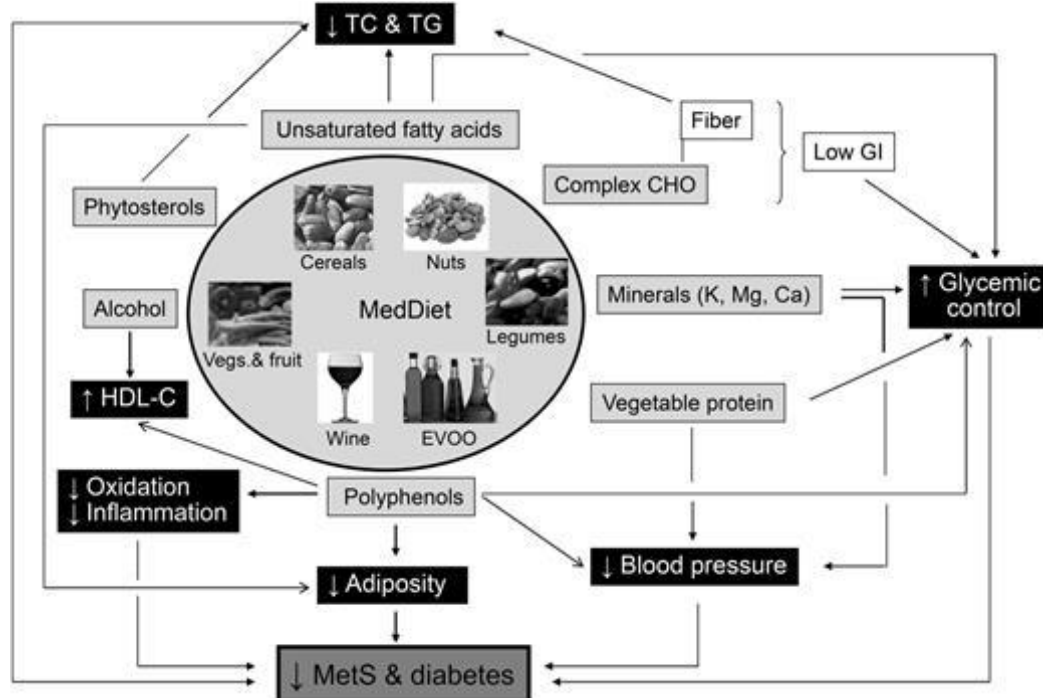 ↓ TC & TG
Unsaturated fatty acids
Fiber
Low GI
Complex CHO
Phytosterols
Cereals
Nuts
Alcohol
MedDiet
Minerals (K, Mg, Ca)
↑ Glycemic
control
Vegs.& fruit
Legumes
↑ HDL-C
Vegetable protein
Wine
EVOO
↓ Oxidation
↓ Inflammation
Polyphenols
↓ Adiposity
↓ Blood pressure
↓ MetS & diabetes